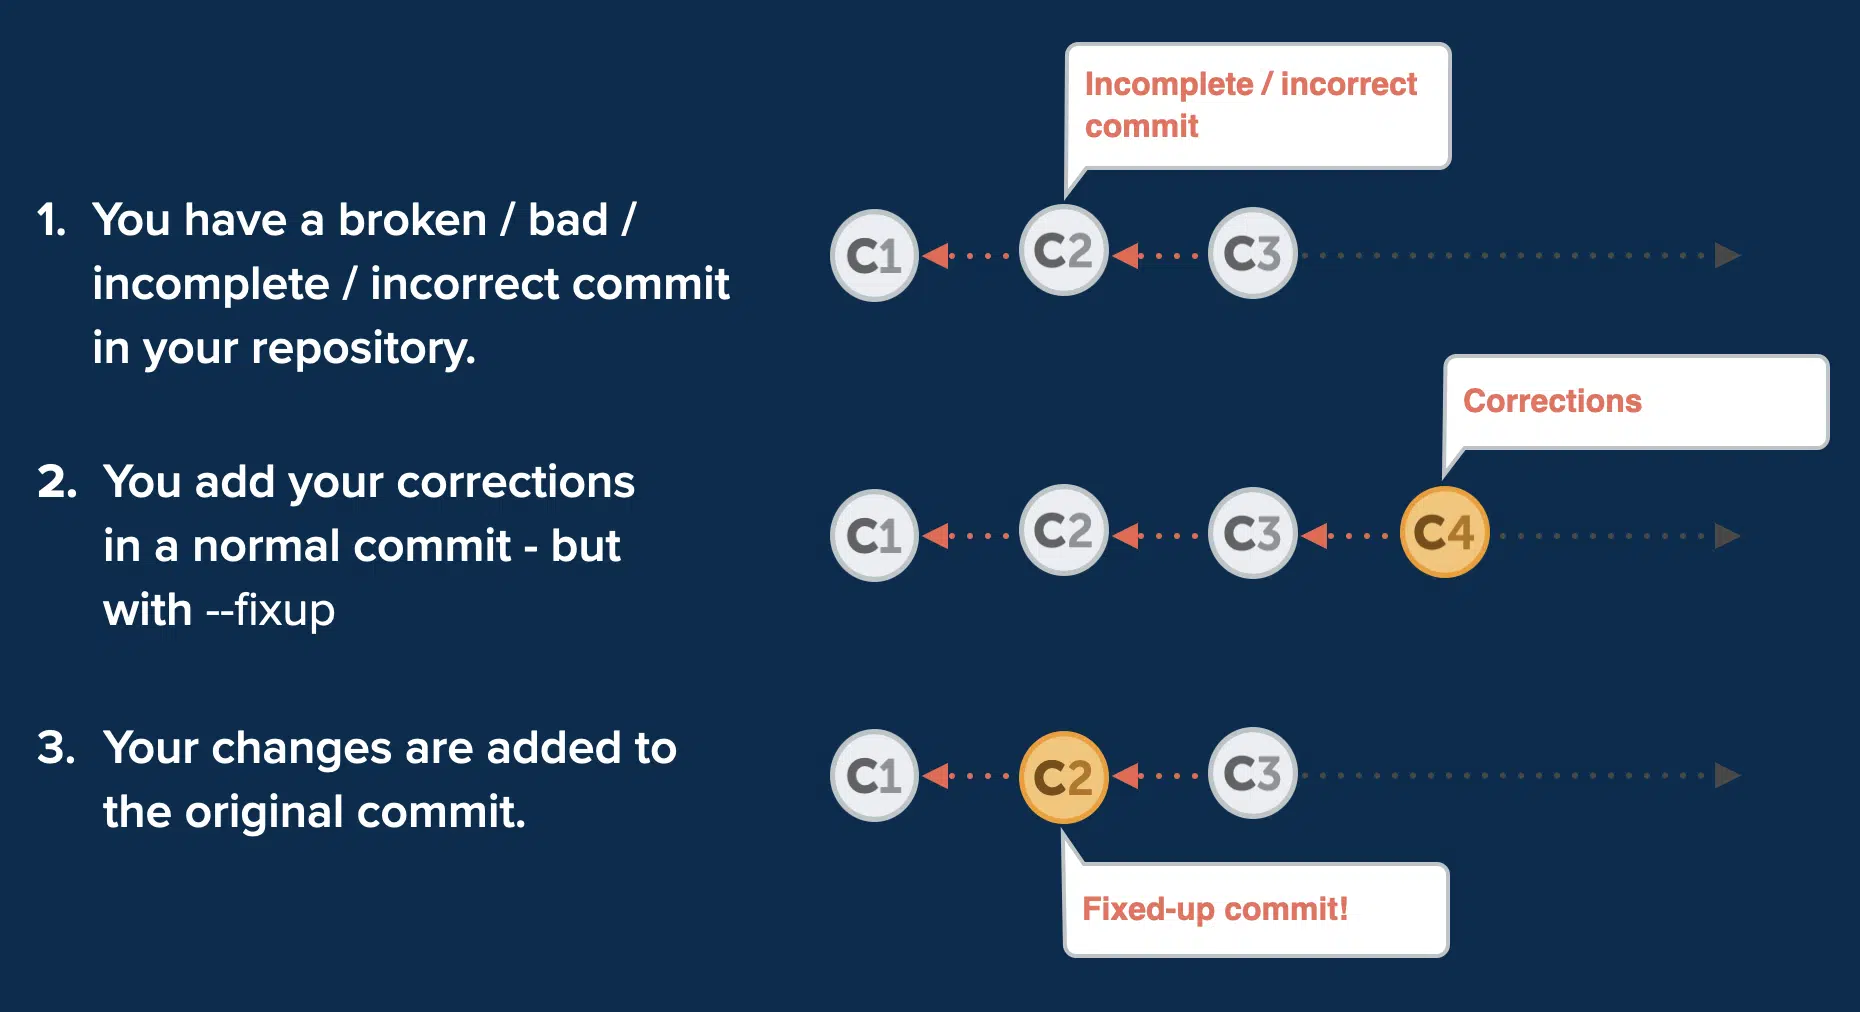 Incomplete / incorrect
commit
1. You have a broken / bad /
incomplete / incorrect commit
in your repository.
C1 C2 C3
Corrections
2. You add your corrections
in a normal commit - but
with --fixup
C1 C2 C3 C4
3. Your changes are added to
the original commit.
C1 C2 C3
Fixed-up commit!